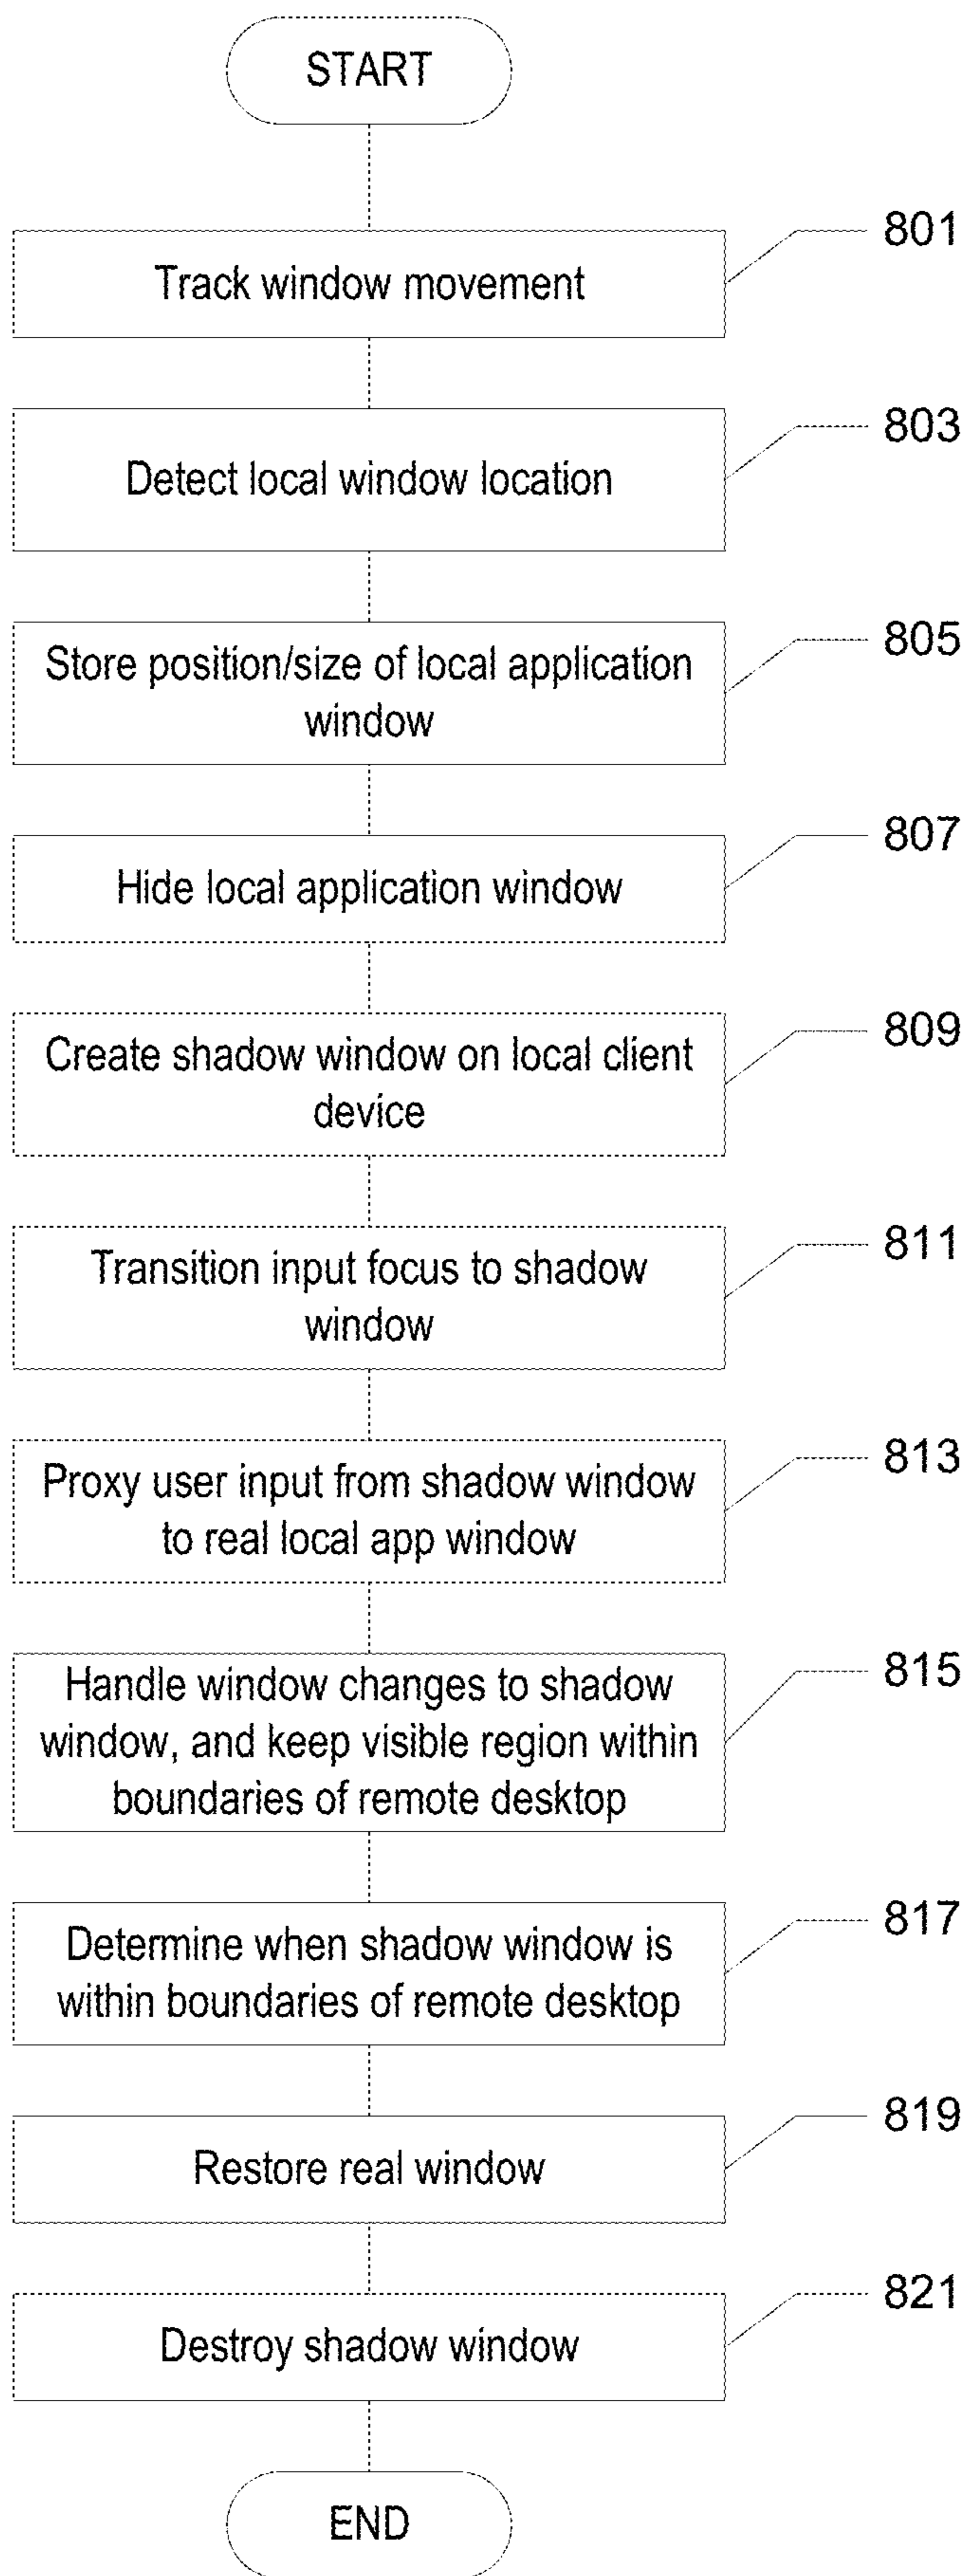 START
801
Track window movement
803
Detect local window location
805
Store position/size of local application
window
807
Hide local application window
809
Create shadow window on local client
device
811
Transition input focus to shadow
window
813
Proxy user input from shadow window
to real local app window
815
Handle window changes to shadow
window, and keep visible region within
boundaries of remote desktop
817
Determine when shadow window is
within boundaries of remote desktop
819
Restore real window
821
Destroy shadow window
END